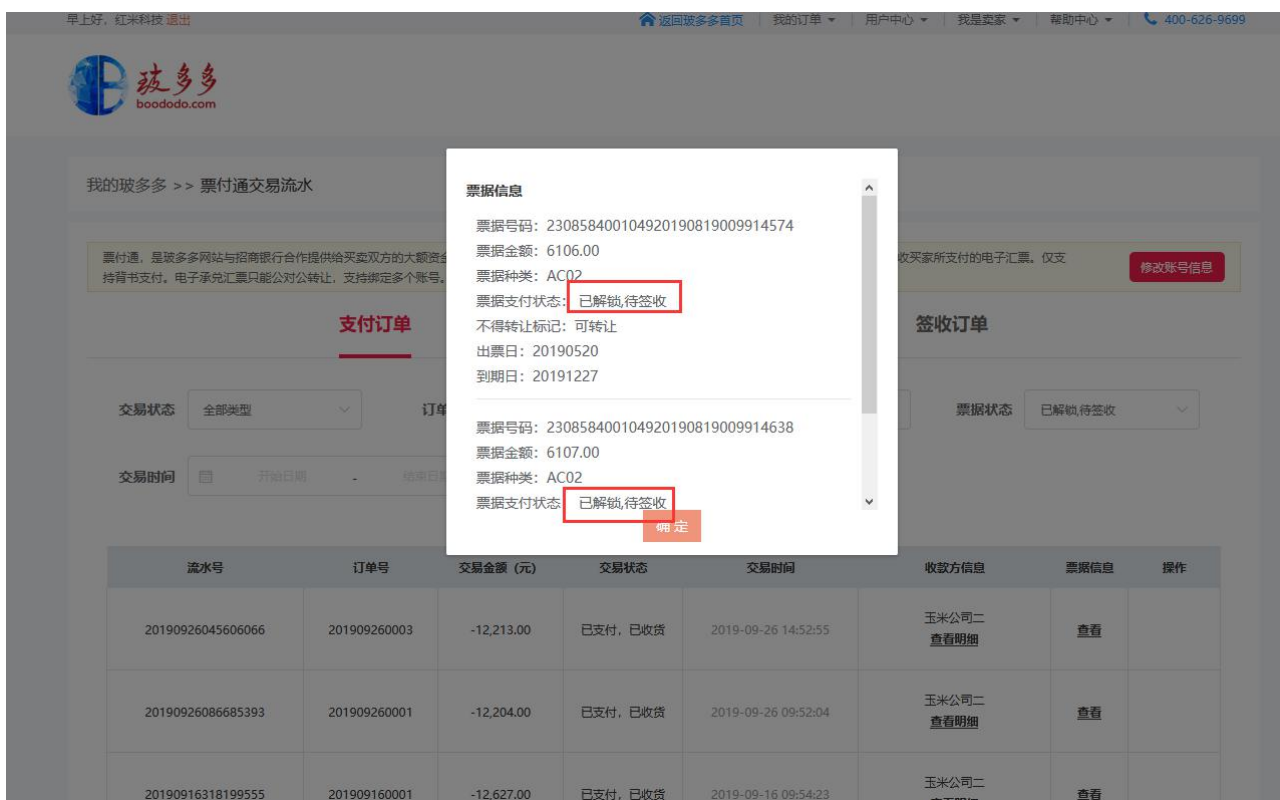 早上好，红米科技 退出
返回玻多多首页 我的订单 用户中心 我是卖家 帮助中心 400-626-9699
玻多多
boododo.com
我的玻多多 >> 票付通交易流水
票付通，是玻多多网站与招商银行合作提供给买卖双方的大额资
收买家所支付的电子汇票。仅支
持背书支付。电子承兑汇票只能公对公转让，支持绑定多个账号。
修改账号信息
支付订单
签收订单
票据信息
票据号码：230858400104920190819009914574
票据金额：6106.00
票据种类：AC02
票据支付状态：已解锁,待签收
不得转让标记：可转让
出票日：20190520
到期日：20191227
票据号码：230858400104920190819009914638
票据金额：6107.00
票据种类：AC02
票据支付状态 已解锁,待签收
确定
交易状态 全部类型 订单 票据状态 已解锁,待签收
交易时间 开始日期 - 结束日
流水号 订单号 交易金额（元） 交易状态 交易时间 收款方信息 票据信息 操作
20190926045606066 201909260003 -12,213.00 已支付，已收货 2019-09-26 14:52:55 玉米公司二 查看
查看明细
20190926086685393 201909260001 -12,204.00 已支付，已收货 2019-09-26 09:52:04 玉米公司二 查看
查看明细
20190916318199555 201909160001 -12,627.00 已支付，已收货 2019-09-16 09:54:23 玉米公司二 查看